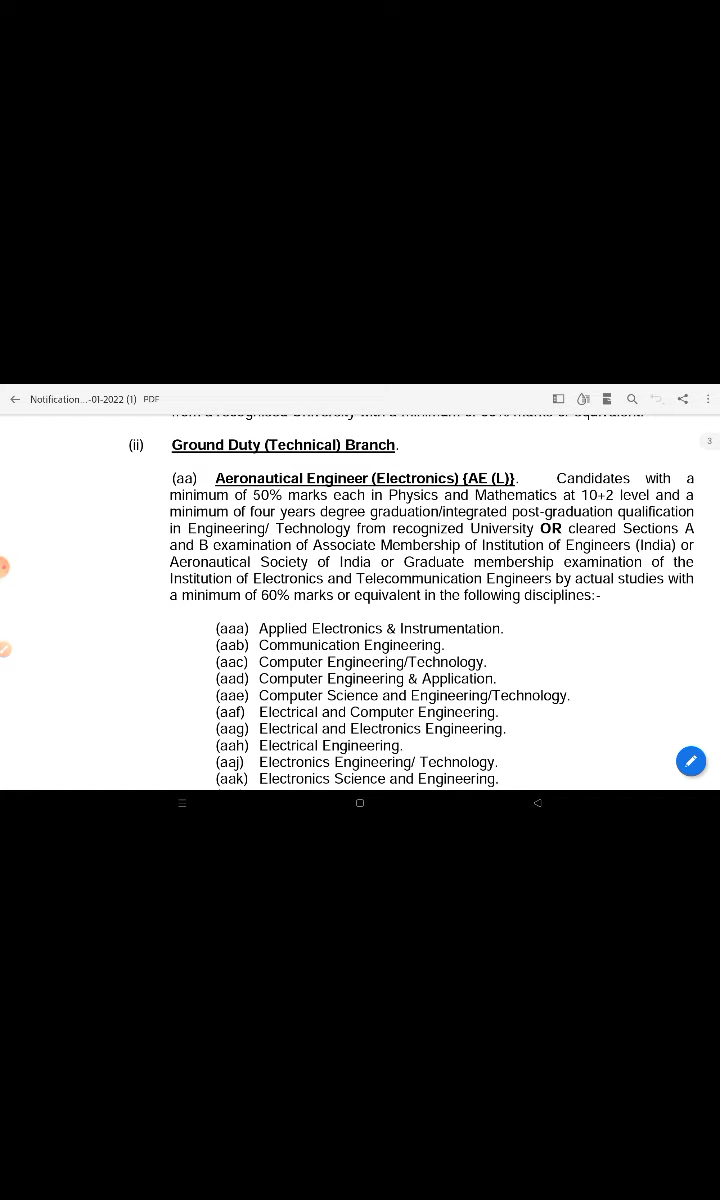 Notification...-01-2022 (1) PDF
3
(ii) Ground Duty (Technical) Branch.
(aa) Aeronautical Engineer (Electronics) {AE (L)}. Candidates with a
minimum of 50% marks each in Physics and Mathematics at 10+2 level and a
minimum of four years degree graduation/integrated post-graduation qualification
in Engineering/ Technology from recognized University OR cleared Sections A
and B examination of Associate Membership of Institution of Engineers (India) or
Aeronautical Society of India or Graduate membership examination of the
Institution of Electronics and Telecommunication Engineers by actual studies with
a minimum of 60% marks or equivalent in the following disciplines:-
(aaa) Applied Electronics & Instrumentation.
(aab) Communication Engineering.
(aac) Computer Engineering/Technology.
(aad) Computer Engineering & Application.
(aae) Computer Science and Engineering/Technology.
(aaf) Electrical and Computer Engineering.
(aag) Electrical and Electronics Engineering.
(aah) Electrical Engineering.
(aaj) Electronics Engineering/ Technology.
(aak) Electronics Science and Engineering.